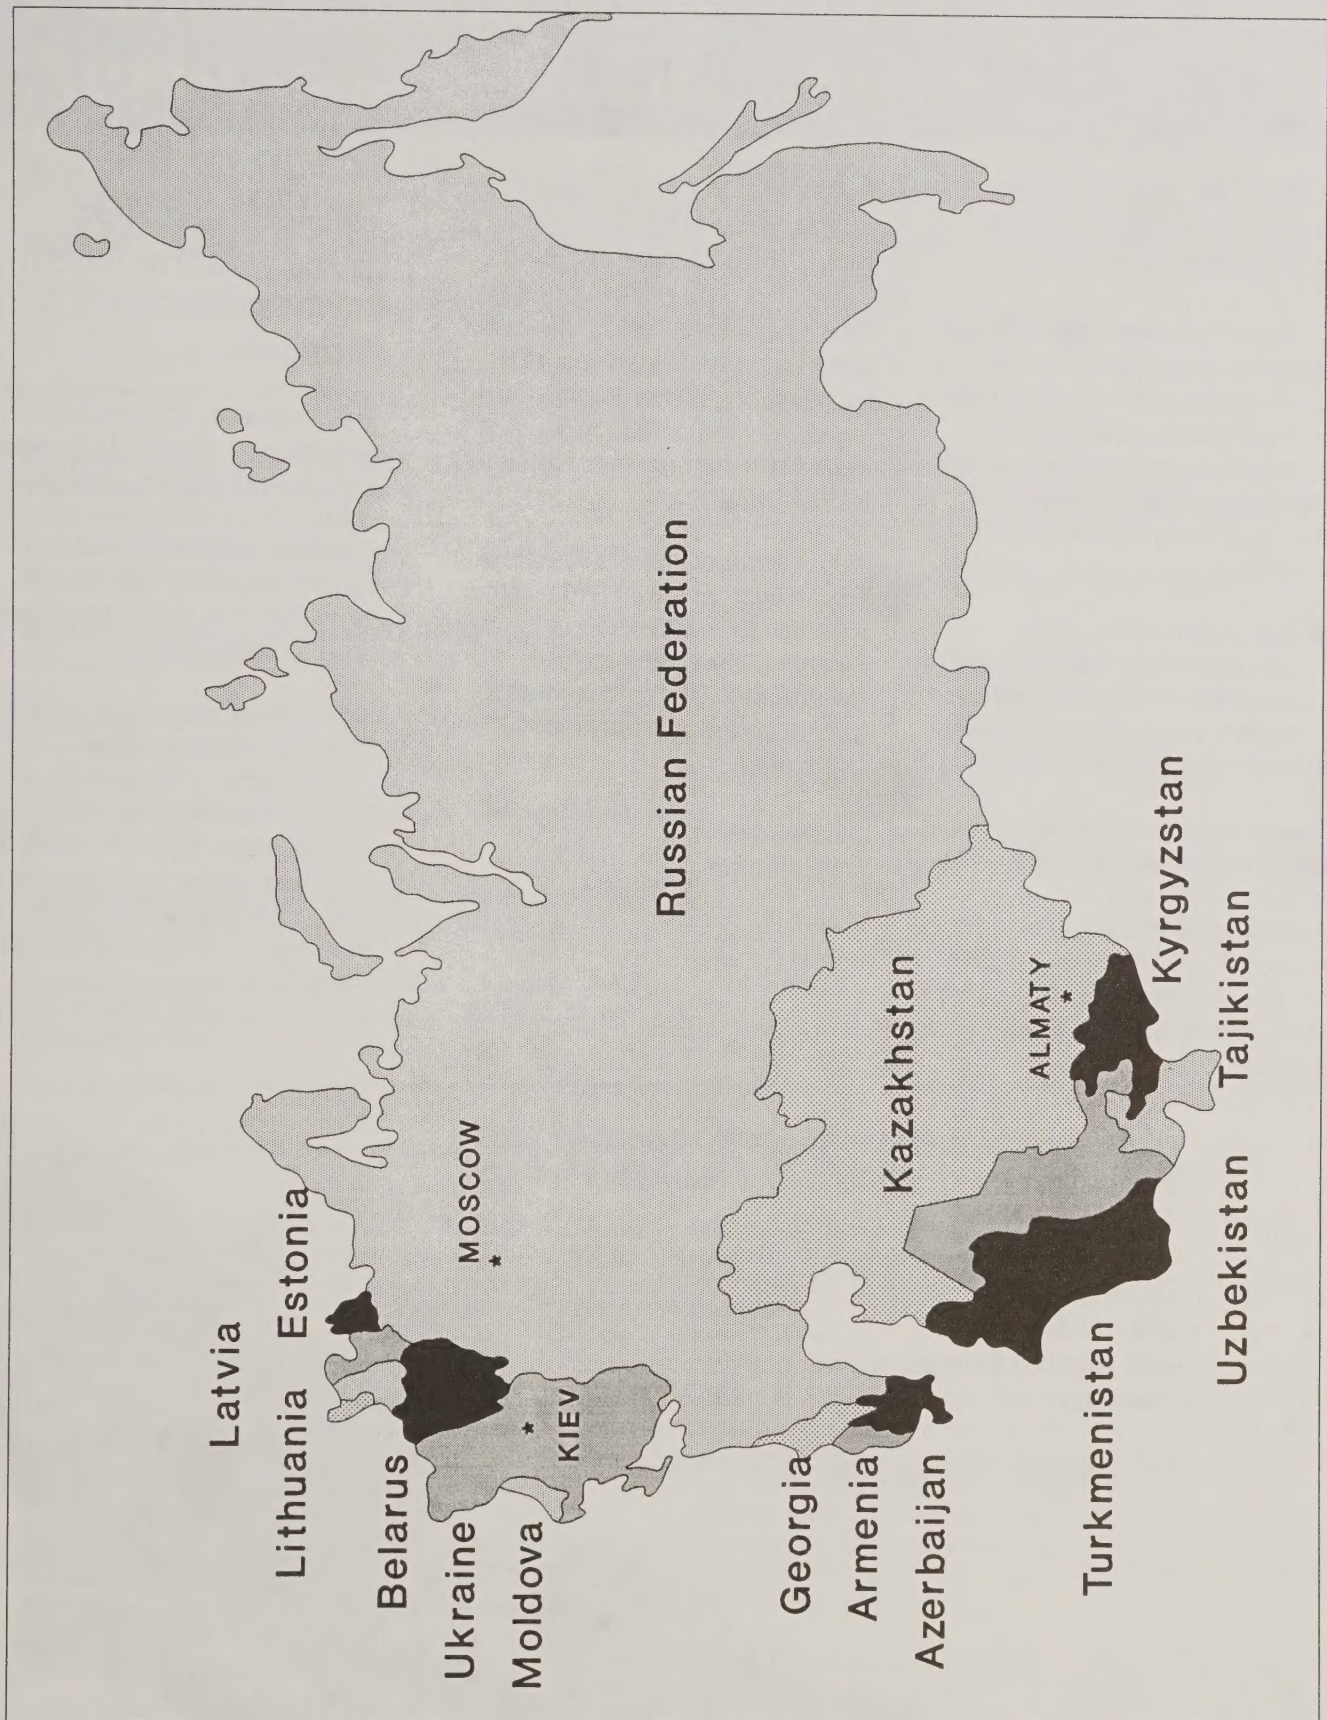 Latvia
Lithuania
Estonia
Belarus
Ukraine
Moldova
MOSCOW
KIEV
Russian Federation
Georgia
Armenia
Azerbaijan
Kazakhstan
ALMATY
Turkmenistan
Uzbekistan
Kyrgyzstan
Tajikistan